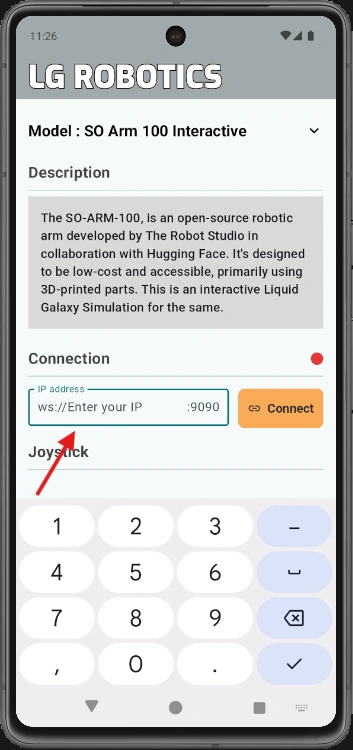 11:26
LG ROBOTICS
Model : SO Arm 100 Interactive
Description
The SO-ARM-100, is an open-source robotic
arm developed by The Robot Studio in
collaboration with Hugging Face. It's designed
to be low-cost and accessible, primarily using
3D-printed parts. This is an interactive Liquid
Galaxy Simulation for the same.
Connection
IP address
ws://Enter your IP :9090
Connect
Joystick
1 2 3 –
4 5 6
7 8 9
, 0 .